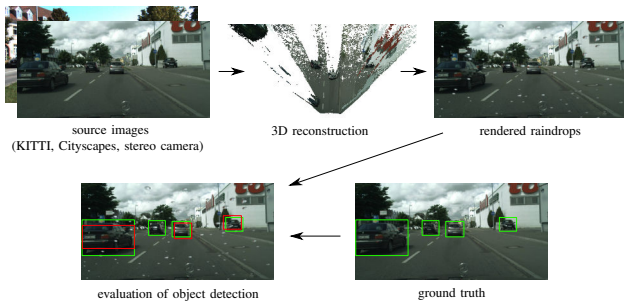 source images
(KITTI, Cityscapes, stereo camera)
3D reconstruction
rendered raindrops
evaluation of object detection
ground truth